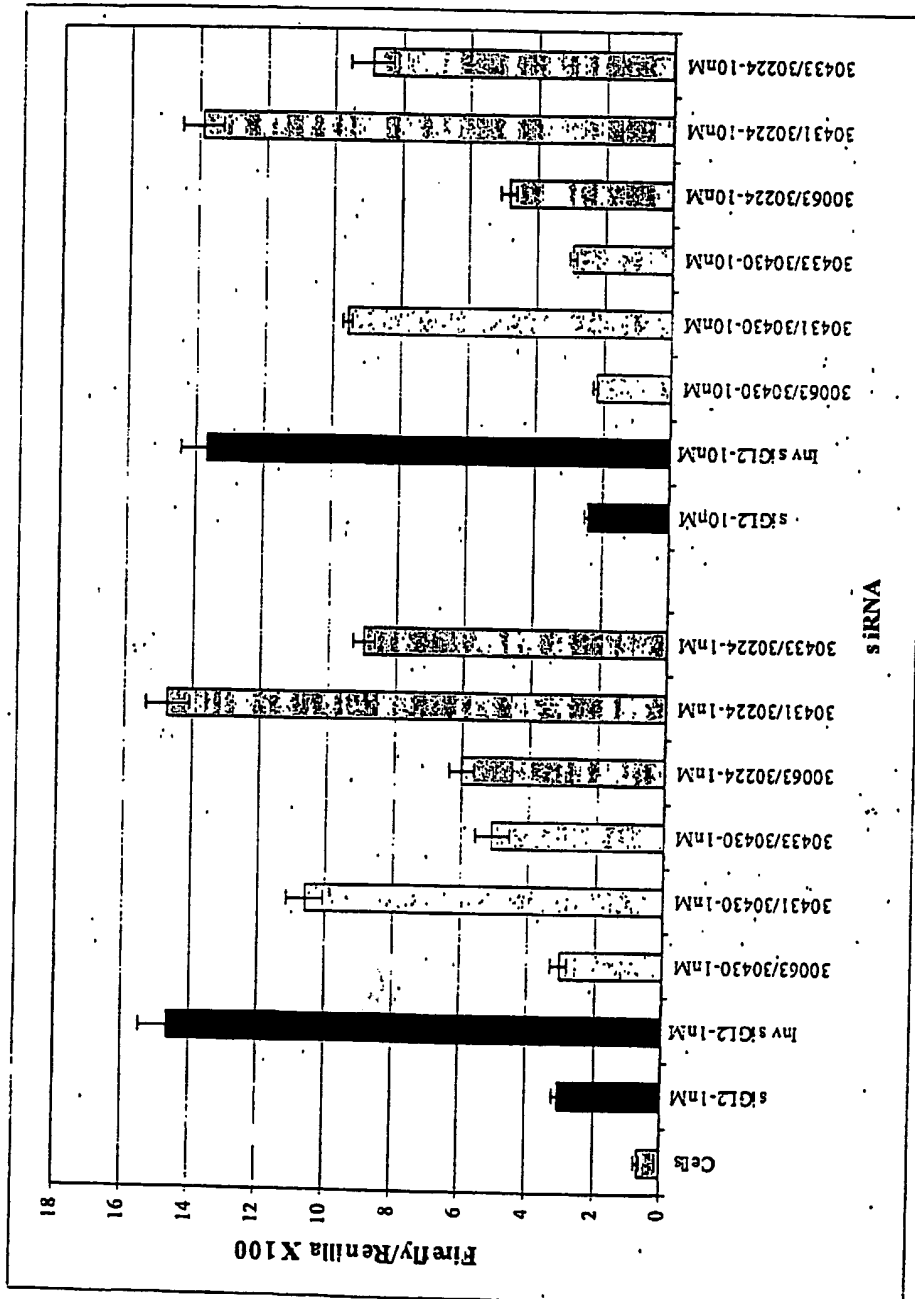 Firefly/Renilla X 100
18
16
14
12
10
8
6
4
2
0
Cells
siGL2-1nM
Inv siGL2-1nM
30063/30430-1nM
30431/30430-1nM
30433/30430-1nM
30063/30224-1nM
30431/30224-1nM
30433/30224-1nM
siGL2-10nM
Inv siGL2-10nM
30063/30430-10nM
30431/30430-10nM
30433/30430-10nM
30063/30224-10nM
30431/30224-10nM
30433/30224-10nM
siRNA